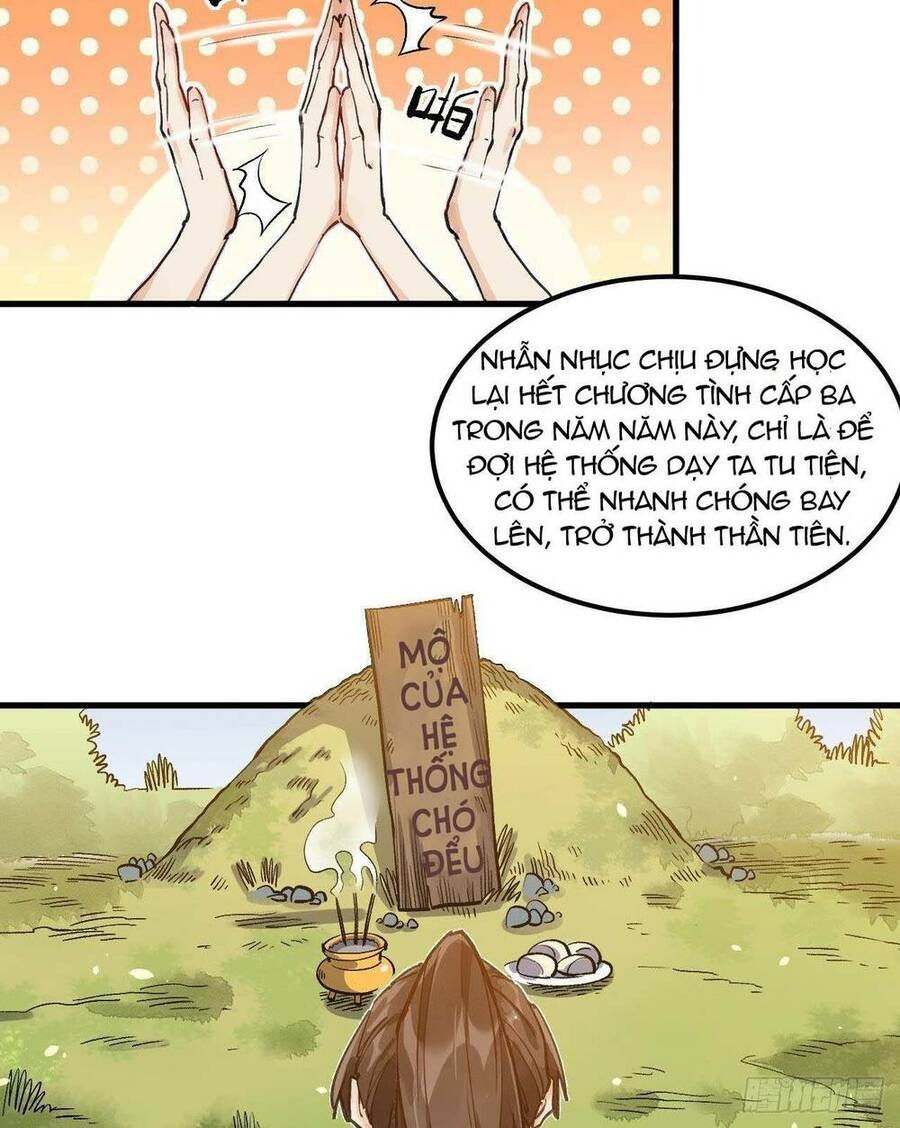 啪
NHẪN NHỤC CHỊU ĐỰNG HỌC
LẠI HẾT CHƯƠNG TÌNH CẤP BA
TRONG NĂM NĂM NÀY, CHỈ LÀ ĐỂ
ĐỢI HỆ THỐNG DẠY TA TU TIÊN,
CÓ THỂ NHANH CHÓNG BAY
LÊN, TRỞ THÀNH THẦN TIÊN.
MỘ
CỦA
HỆ
THỐNG
CHÓ
ĐỂU